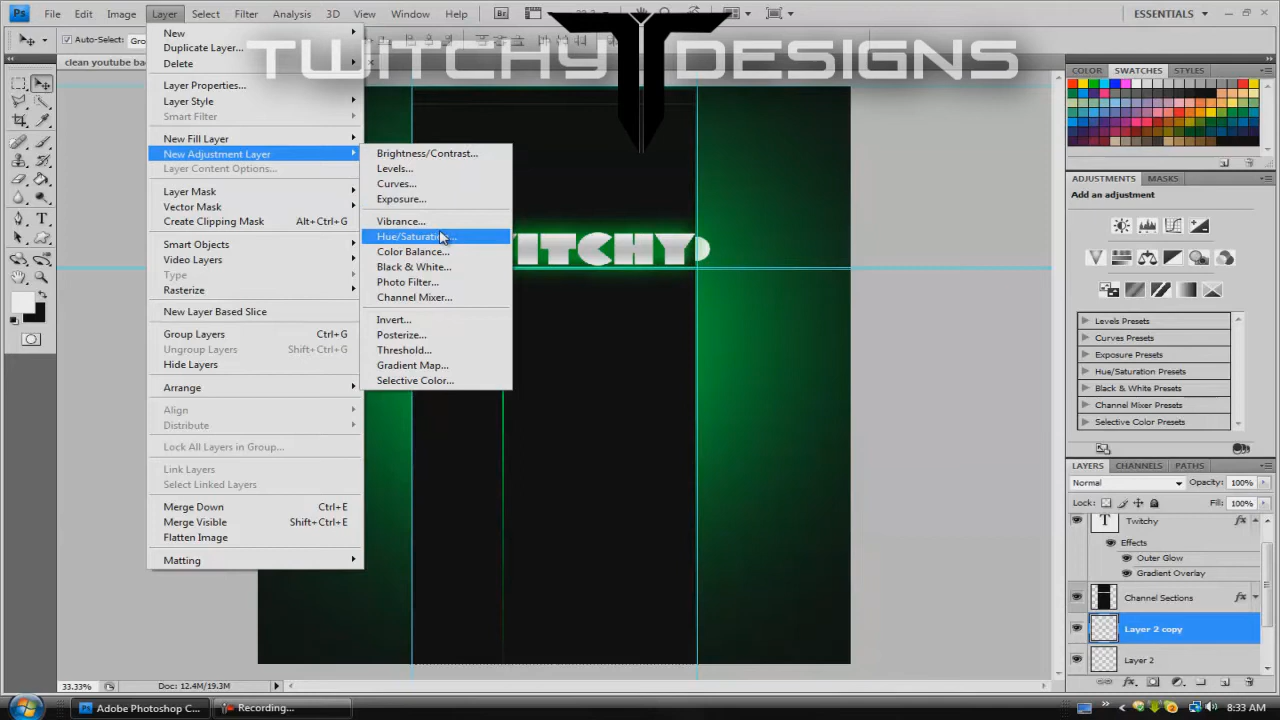 Ps File Edit Image Layer Select Filter Analysis 3D View Window Help Br ESSENTIALS
Auto-Select:
TWITCHY DESIGNS
clean youtube
New
Duplicate Layer...
Delete
Layer Properties...
Layer Style
Smart Filter
New Fill Layer
New Adjustment Layer
Layer Content Options...
Layer Mask
Vector Mask
Create Clipping Mask Alt+Ctrl+G
Smart Objects
Video Layers
Type
Rasterize
New Layer Based Slice
Group Layers Ctrl+G
Ungroup Layers Shift+Ctrl+G
Hide Layers
Arrange
Align
Distribute
Lock All Layers in Group...
Link Layers
Select Linked Layers
Merge Down Ctrl+E
Merge Visible Shift+Ctrl+E
Flatten Image
Matting
Brightness/Contrast...
Levels...
Curves...
Exposure...
Vibrance...
Hue/Saturation...
Color Balance...
Black & White...
Photo Filter...
Channel Mixer...
Invert...
Posterize...
Threshold...
Gradient Map...
Selective Color...
ITCHY
COLOR SWATCHES STYLES
ADJUSTMENTS MASKS
Add an adjustment
Levels Presets
Curves Presets
Exposure Presets
Hue/Saturation Presets
Black & White Presets
Channel Mixer Presets
Selective Color Presets
LAYERS CHANNELS PATHS
Normal Opacity: 100%
Lock: Fill: 100%
T Twitchy fx
Effects
Outer Glow
Gradient Overlay
Channel Sections fx
Layer 2 copy
Layer 2
33.33% Doc: 12.4M/19.3M
Adobe Photoshop C... Recording... 8:33 AM